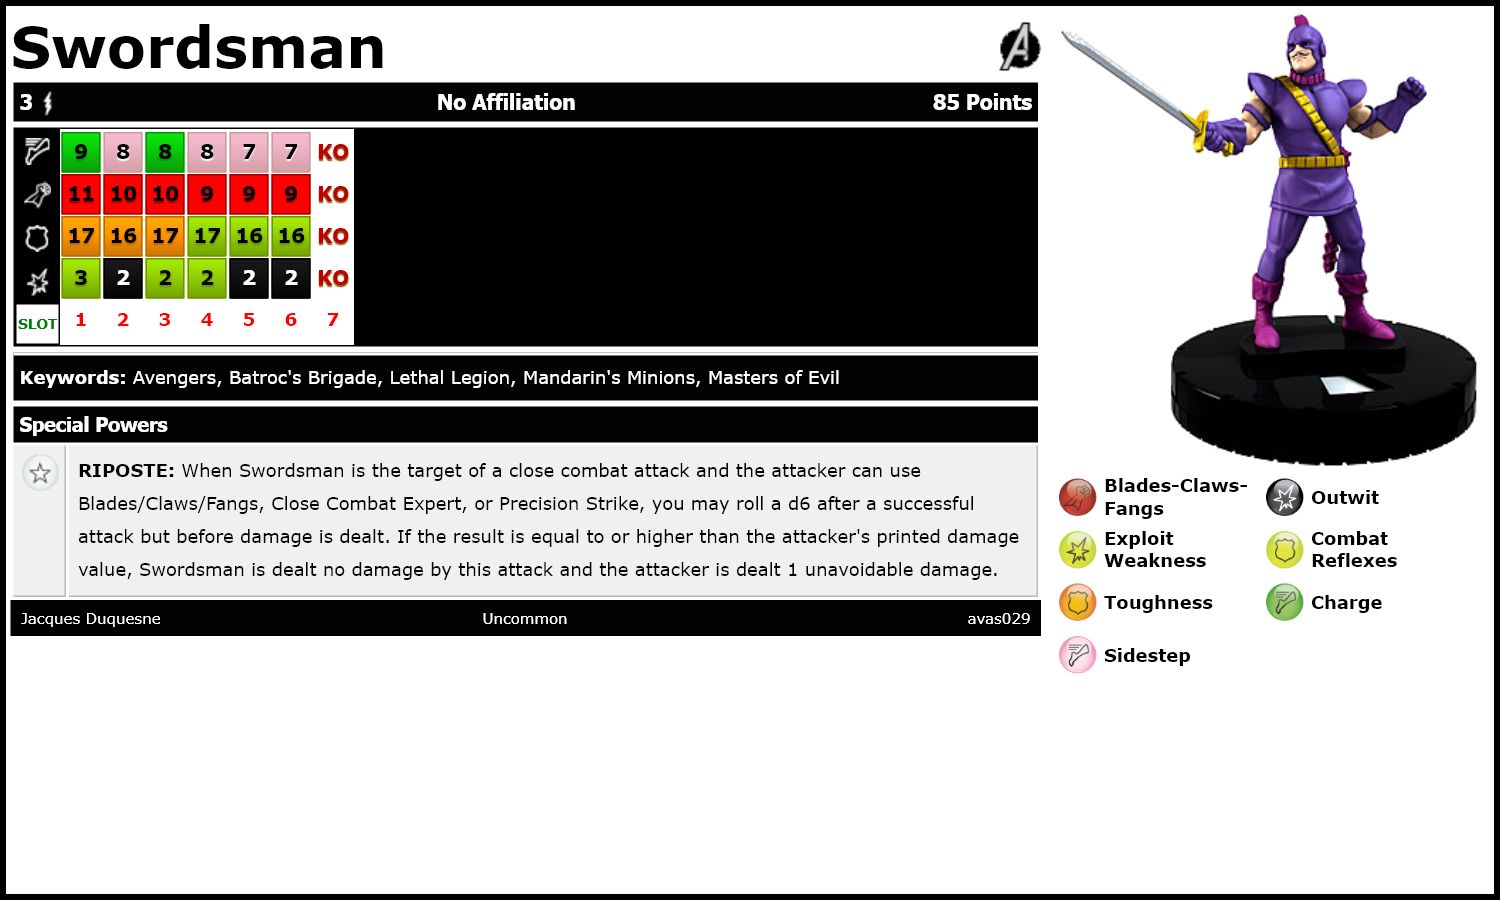 Swordsman
3 No Affiliation 85 Points
9 8 8 8 7 7 KO
11 10 10 9 9 9 KO
17 16 17 17 16 16 KO
3 2 2 2 2 2 KO
SLOT 1 2 3 4 5 6 7
Keywords: Avengers, Batroc's Brigade, Lethal Legion, Mandarin's Minions, Masters of Evil
Special Powers
RIPOSTE: When Swordsman is the target of a close combat attack and the attacker can use
Blades/Claws/Fangs, Close Combat Expert, or Precision Strike, you may roll a d6 after a successful
attack but before damage is dealt. If the result is equal to or higher than the attacker's printed damage
value, Swordsman is dealt no damage by this attack and the attacker is dealt 1 unavoidable damage.
Jacques Duquesne Uncommon avas029
Blades-Claws-
Fangs
Outwit
Exploit
Weakness
Combat
Reflexes
Toughness
Charge
Sidestep